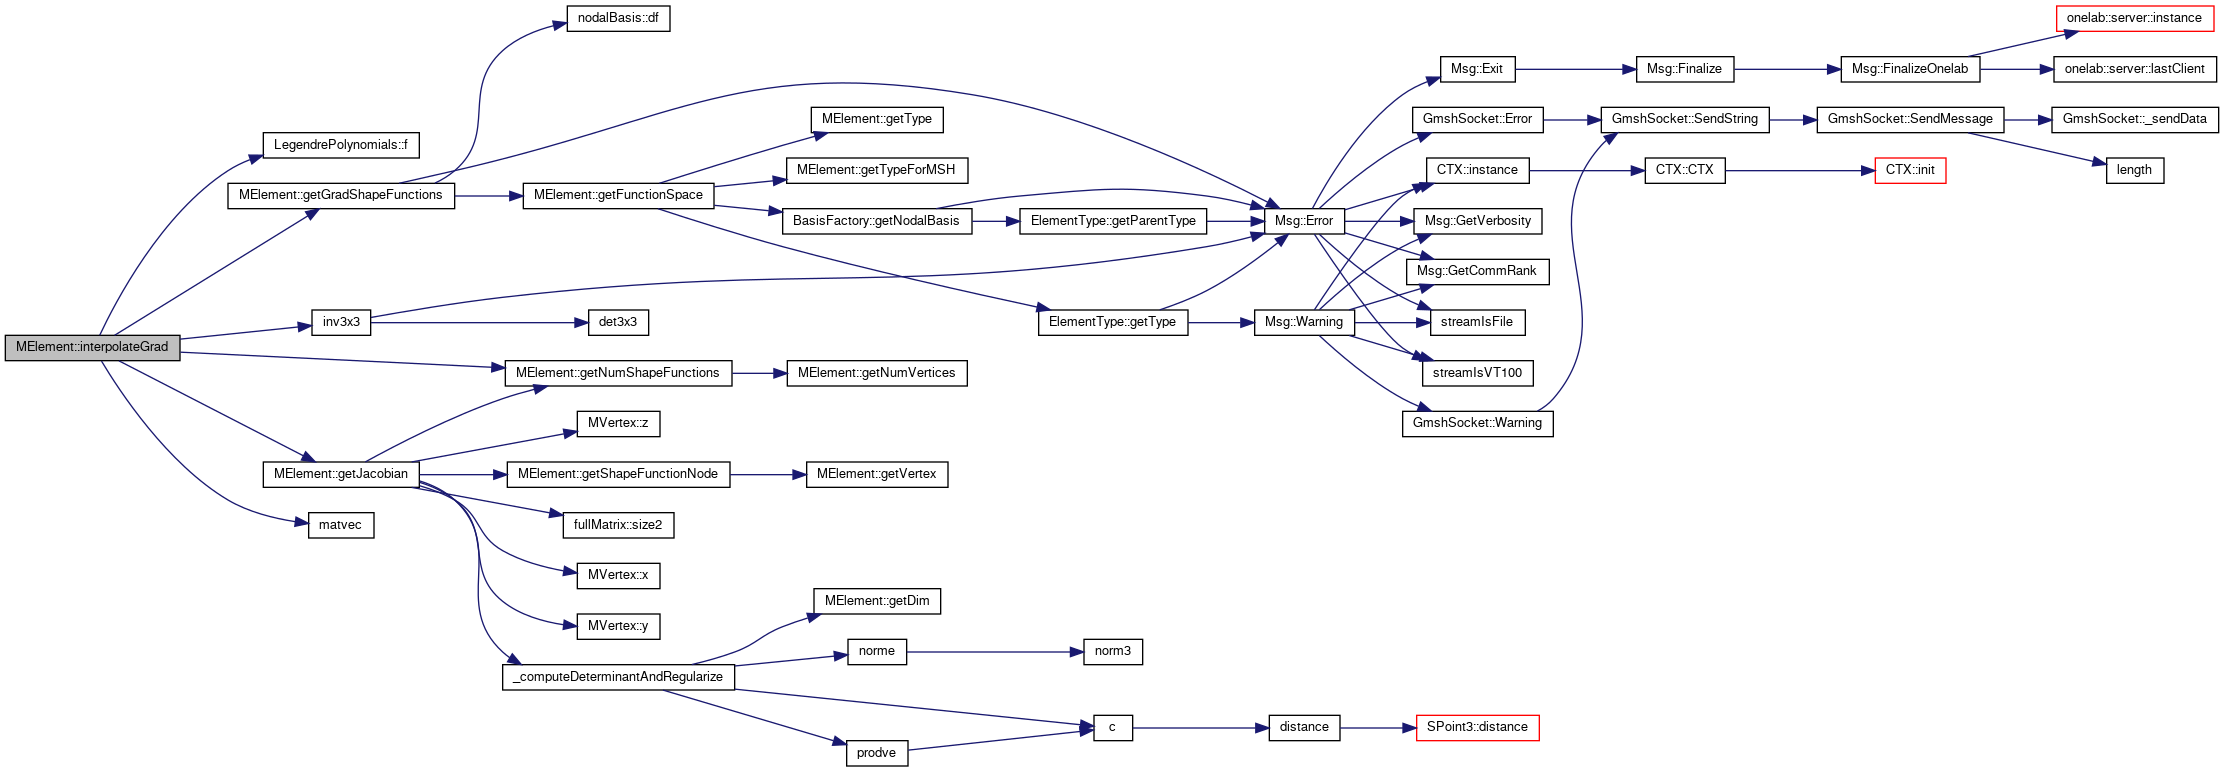 MElement::interpolateGrad
LegendrePolynomials::f
MElement::getGradShapeFunctions
inv3x3
MElement::getJacobian
matvec
nodalBasis::df
MElement::getFunctionSpace
det3x3
MElement::getNumShapeFunctions
MVertex::z
MElement::getShapeFunctionNode
fullMatrix::size2
MVertex::x
MVertex::y
_computeDeterminantAndRegularize
MElement::getType
MElement::getTypeForMSH
BasisFactory::getNodalBasis
MElement::getNumVertices
MElement::getVertex
MElement::getDim
norme
prodve
ElementType::getParentType
ElementType::getType
norm3
c
Msg::Error
Msg::Warning
distance
Msg::Exit
GmshSocket::Error
CTX::instance
Msg::GetVerbosity
Msg::GetCommRank
streamIsFile
streamIsVT100
GmshSocket::Warning
SPoint3::distance
Msg::Finalize
GmshSocket::SendString
CTX::CTX
Msg::FinalizeOnelab
GmshSocket::SendMessage
CTX::init
onelab::server::instance
onelab::server::lastClient
GmshSocket::_sendData
length